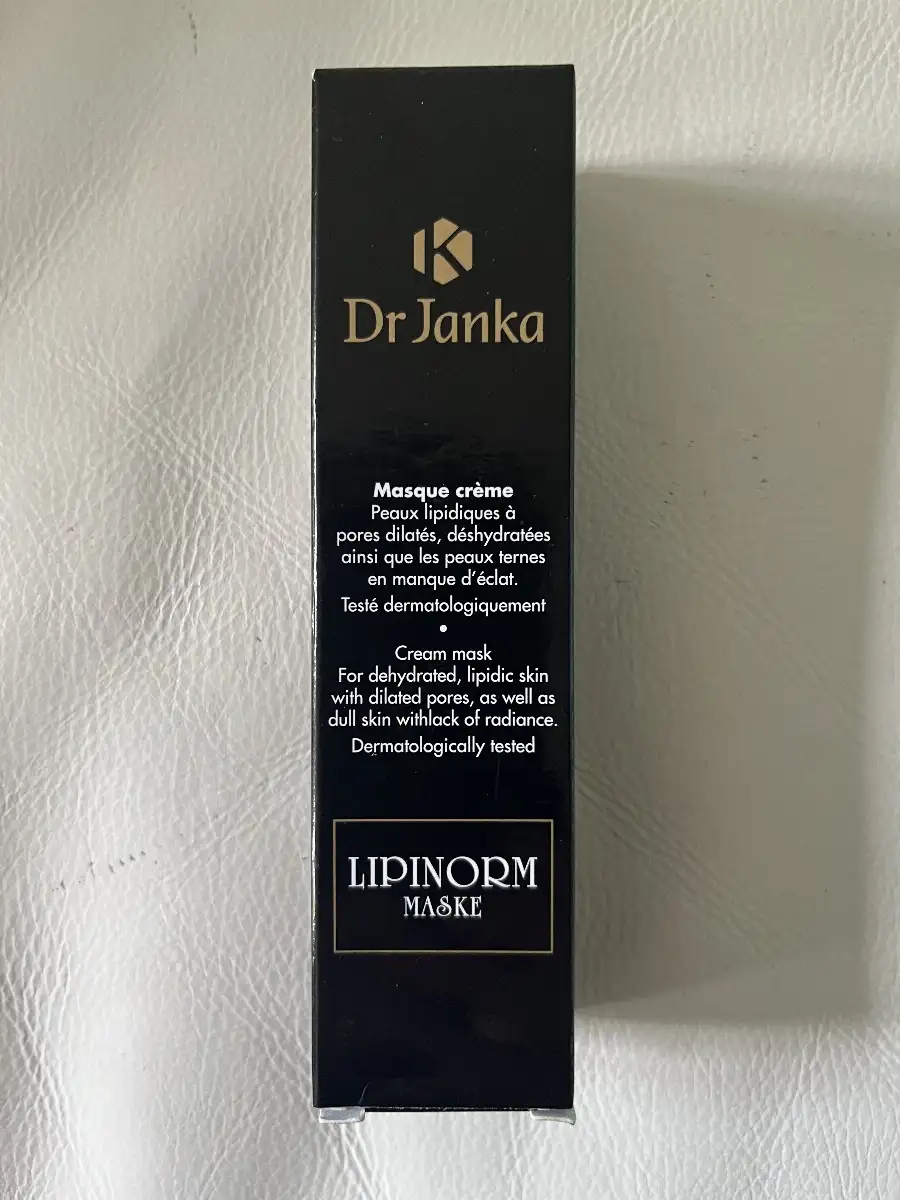 Dr Janka
Masque crème
Peaux lipidiques à
pores dilatés, déshydratées
ainsi que les peaux ternes
en manque d'éclat.
Testé dermatologiquement
•
Cream mask
For dehydrated, lipidic skin
with dilated pores, as well as
dull skin withlack of radiance.
Dermatologically tested
LIPINORM
MASKE